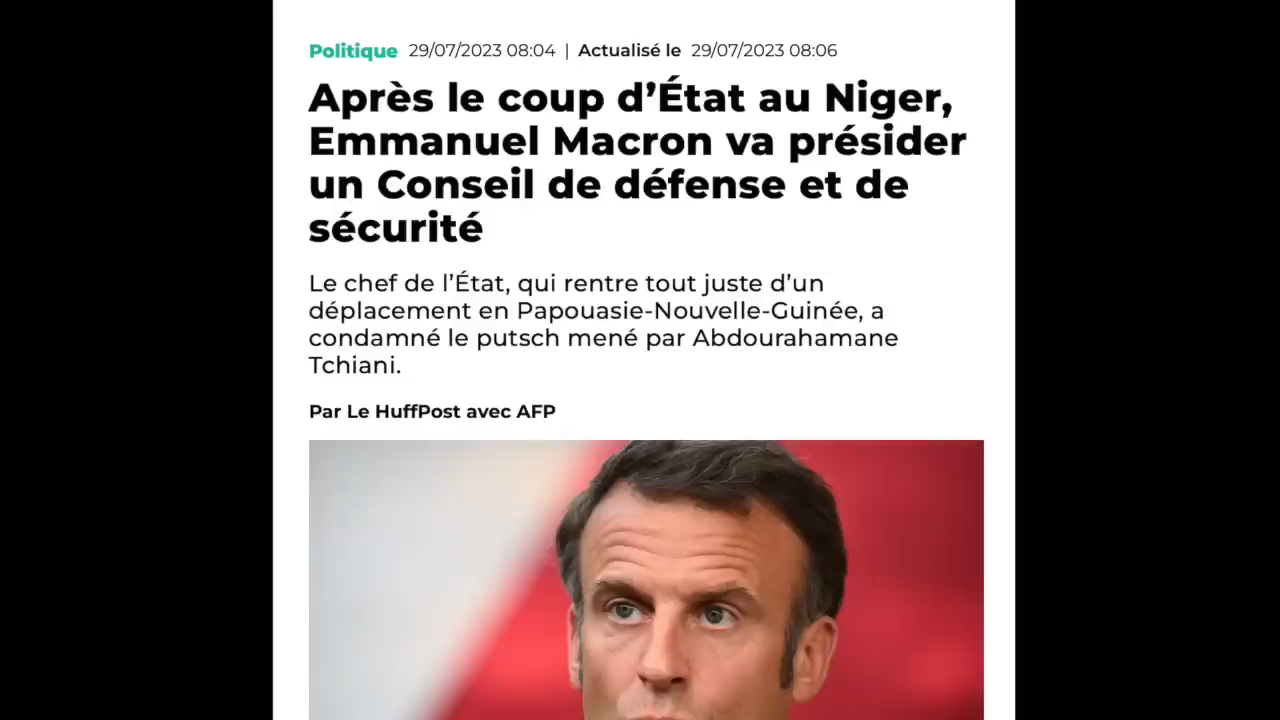 Politique 29/07/2023 08:04 | Actualisé le 29/07/2023 08:06
Après le coup d’État au Niger,
Emmanuel Macron va présider
un Conseil de défense et de
sécurité
Le chef de l’État, qui rentre tout juste d’un
déplacement en Papouasie-Nouvelle-Guinée, a
condamné le putsch mené par Abdourahamane
Tchiani.
Par Le HuffPost avec AFP